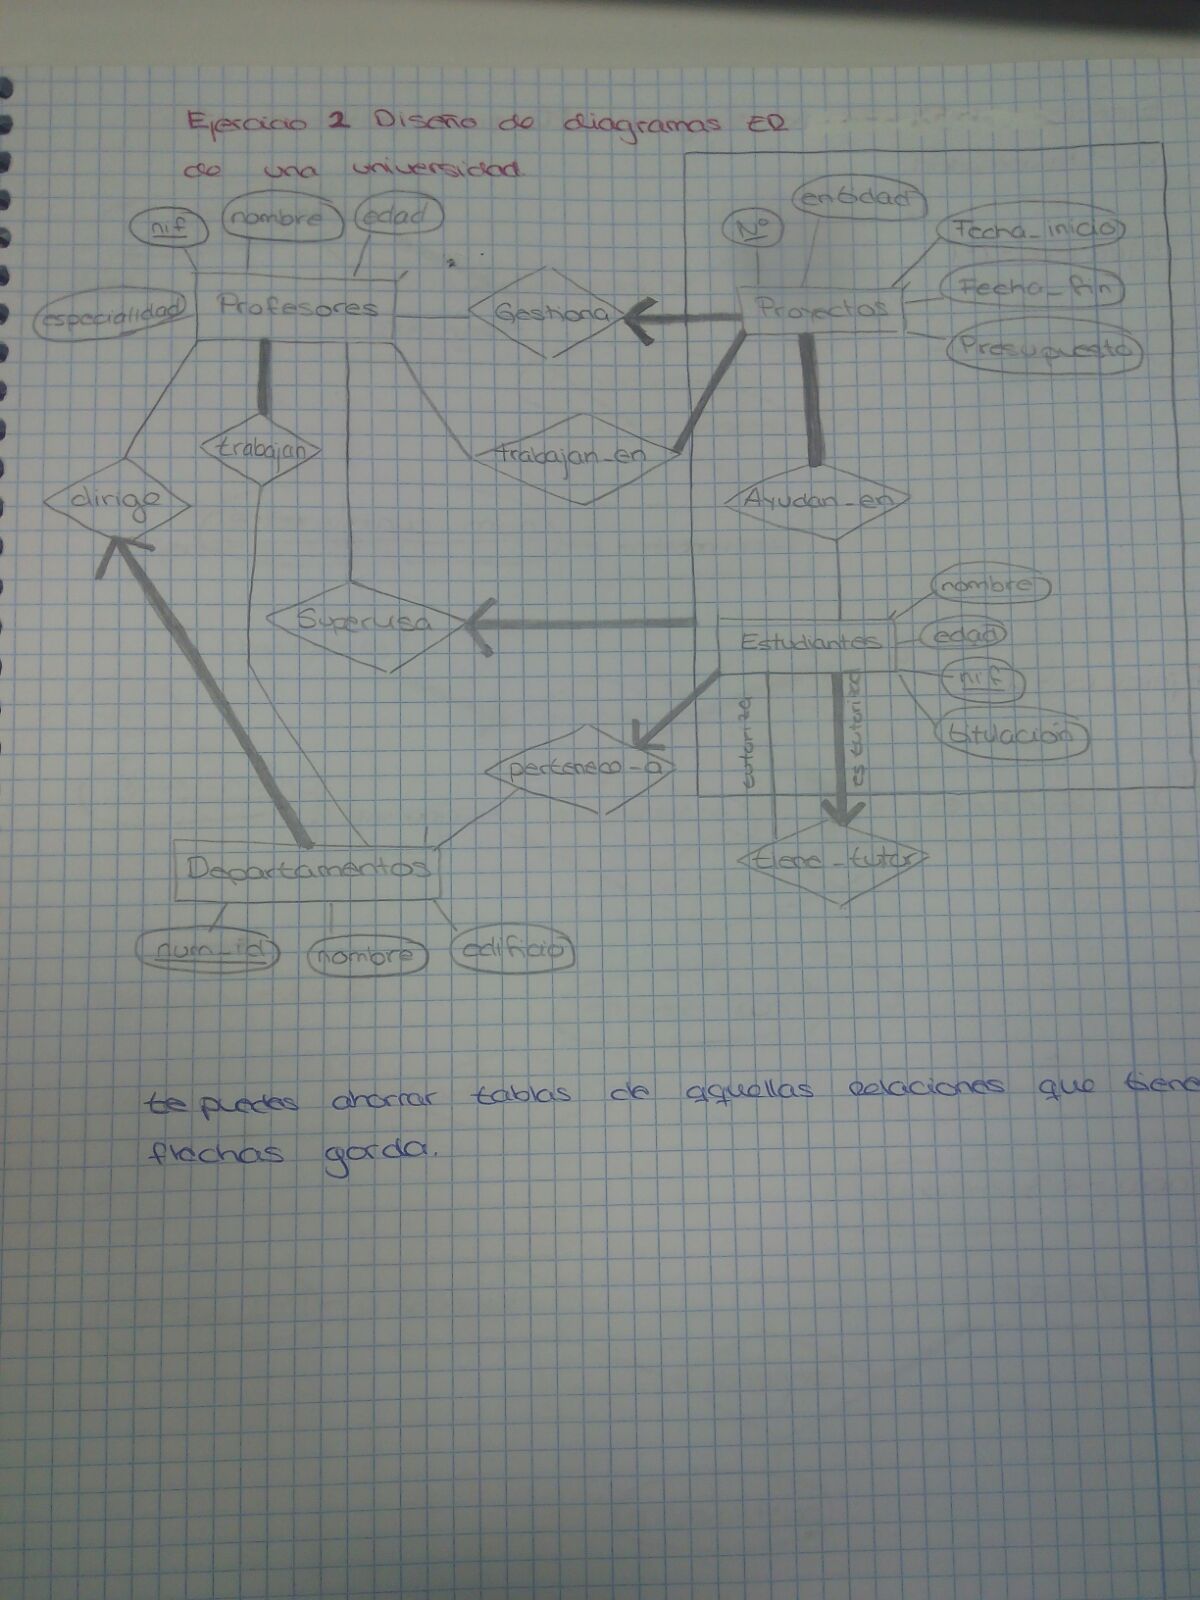 Ejercicio 2 Diseño de diagramas ER
de una universidad
nif
nombre
edad
especialidad
Profesores
Gestiona
Nº
entidad
Fecha_inicio
Fecha_fin
Presupuesto
Proyectos
trabajan
trabajan_en
dirige
Ayudan_en
Supervisa
nombre
edad
nif
titulación
Estudiantes
tutoriza
es tutorizad
pertenece_a
tiene_tutor
Departamentos
num_id
nombre
edificio
te puedes ahorrar tablas de aquellas relaciones que tiene
flechas gorda.